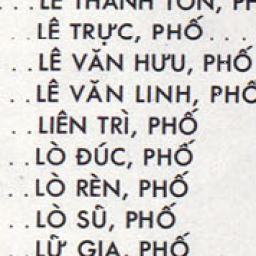 . . . LÊ THÁNH TÔN, PH
. . LÊ TRỰC, PHỐ . . .
. . LÊ VĂN HƯU, PHỐ
. . LÊ VĂN LINH, PHỐ
. . LIÊN TRÌ, PHỐ
. . LÒ ĐÚC, PHỐ
. . LÒ RÈN, PHỐ
. . LÒ SŨ, PHỐ
. . LỮ GIA, PHỐ